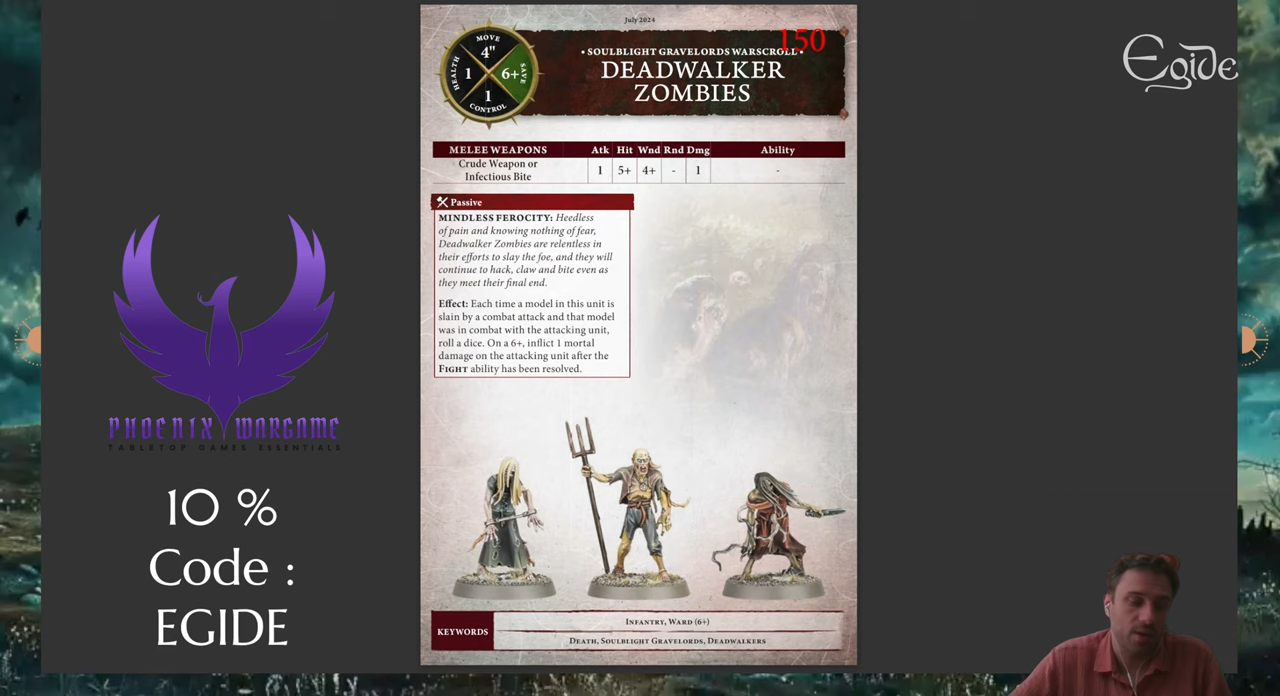 July 2024
150
MOVE
4"
HEALTH
1
6+
SAVE
1
CONTROL
• SOULBLIGHT GRAVELORDS WARSCROLL •
DEADWALKER
ZOMBIES
MELEE WEAPONS Atk Hit Wnd Rnd Dmg Ability
Crude Weapon or
Infectious Bite 1 5+ 4+ - 1 -
Passive
MINDLESS FEROCITY: Heedless
of pain and knowing nothing of fear,
Deadwalker Zombies are relentless in
their efforts to slay the foe, and they will
continue to hack, claw and bite even as
they meet their final end.
Effect: Each time a model in this unit is
slain by a combat attack and that model
was in combat with the attacking unit,
roll a dice. On a 6+, inflict 1 mortal
damage on the attacking unit after the
FIGHT ability has been resolved.
KEYWORDS
INFANTRY, WARD (6+)
DEATH, SOULBLIGHT GRAVELORDS, DEADWALKERS
PHOENIX WARGAME
TABLETOP GAMES ESSENTIALS
10 %
Code :
EGIDE
Egide